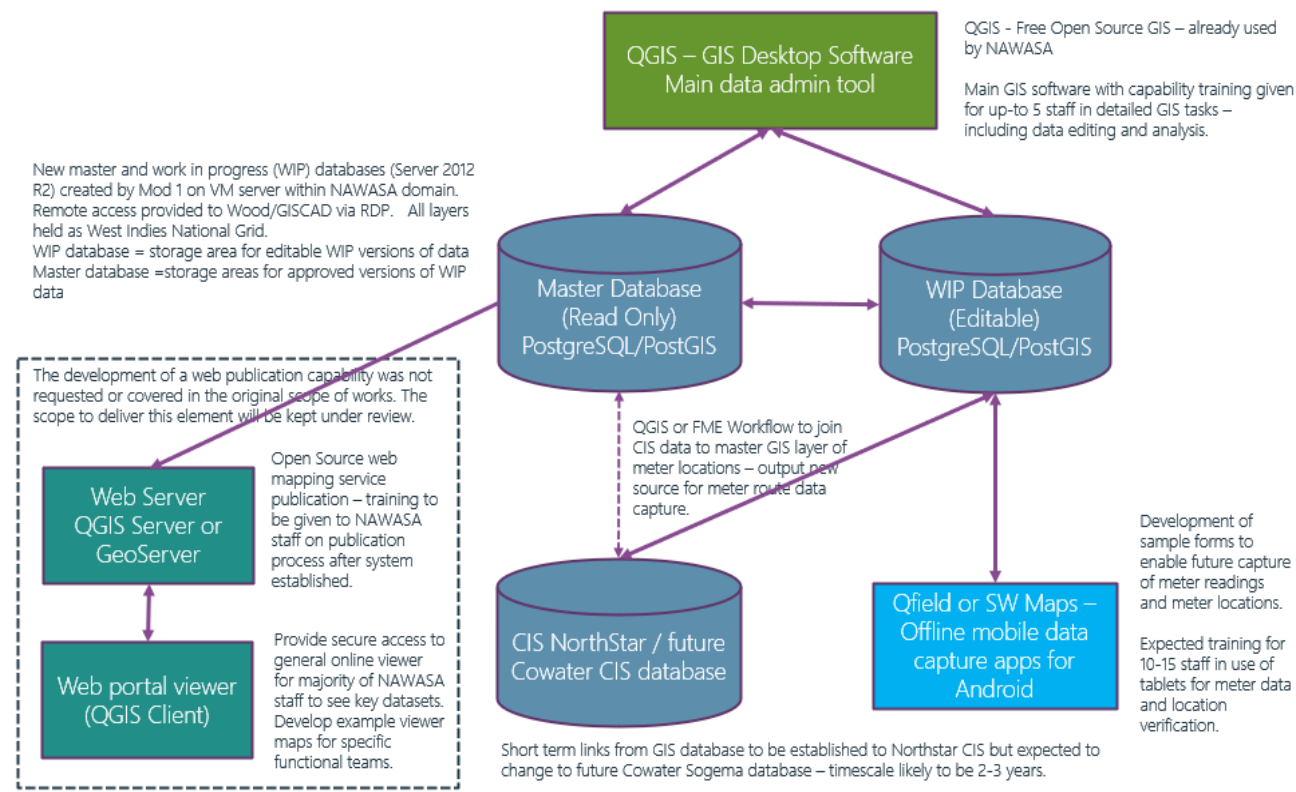 QGIS – GIS Desktop Software
Main data admin tool
QGIS - Free Open Source GIS – already used
by NAWASA
Main GIS software with capability training given
for up-to 5 staff in detailed GIS tasks –
including data editing and analysis.
New master and work in progress (WIP) databases (Server 2012
R2) created by Mod 1 on VM server within NAWASA domain.
Remote access provided to Wood/GISCAD via RDP.   All layers
held as West Indies National Grid.
WIP database = storage area for editable WIP versions of data
Master database =storage areas for approved versions of WIP
data
Master Database
(Read Only)
PostgreSQL/PostGIS
WIP Database
(Editable)
PostgreSQL/PostGIS
The development of a web publication capability was not
requested or covered in the original scope of works. The
scope to deliver this element will be kept under review.
Web Server
QGIS Server or
GeoServer
Open Source web
mapping service
publication – training to
be given to NAWASA
staff on publication
process after system
established.
Web portal viewer
(QGIS Client)
Provide secure access to
general online viewer
for majority of NAWASA
staff to see key datasets.
Develop example viewer
maps for specific
functional teams.
QGIS or FME Workflow to join
CIS data to master GIS layer of
meter locations – output new
source for meter route data
capture.
CIS NorthStar / future
Cowater CIS database
Qfield or SW Maps –
Offline mobile data
capture apps for
Android
Development of
sample forms to
enable future capture
of meter readings
and meter locations.
Expected training for
10-15 staff in use of
tablets for meter data
and location
verification.
Short term links from GIS database to be established to Northstar CIS but expected to
change to future Cowater Sogema database – timescale likely to be 2-3 years.